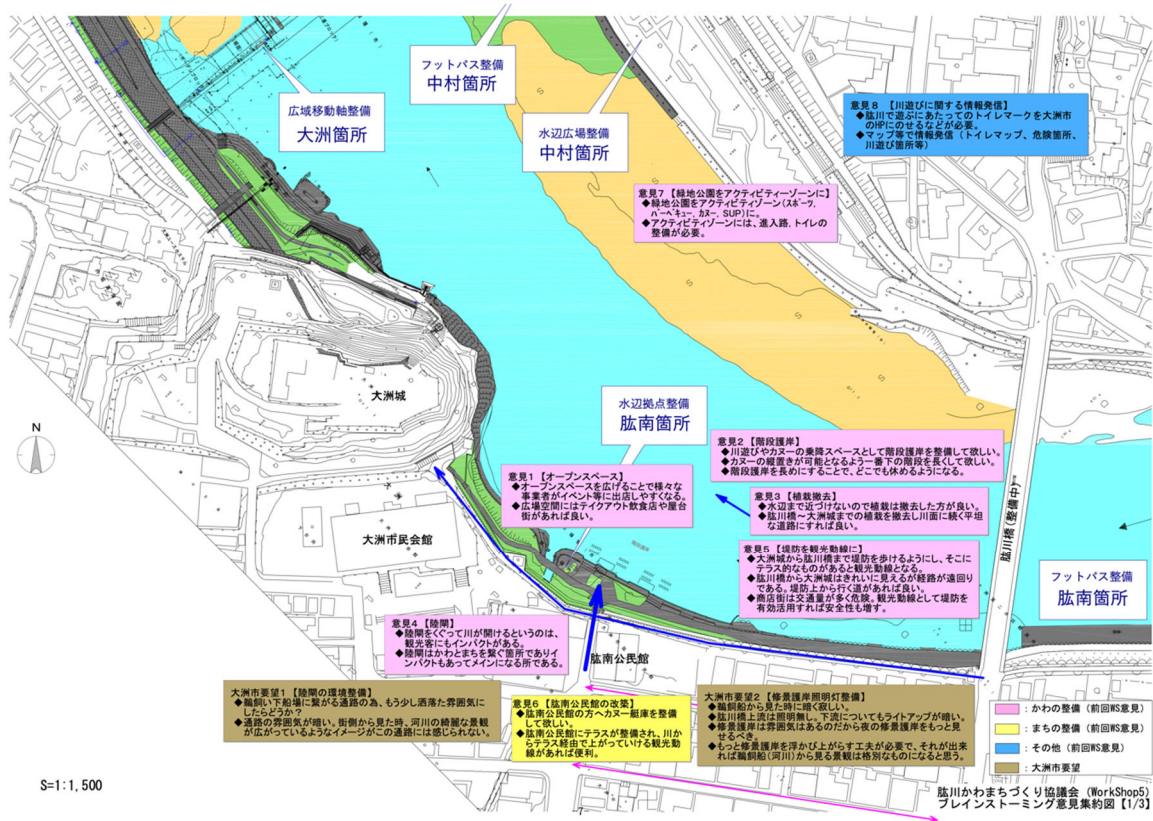 フットパス整備
中村箇所
広域移動軸整備
大洲箇所
水辺広場整備
中村箇所
意見8 【川遊びに関する情報発信】
◆肱川で遊ぶにあたってのトイレマークを大洲市
のHPにのせるなどが必要。
◆マップ等で情報発信(トイレマップ、危険箇所、
川遊び箇所等)
意見7 【緑地公園をアクティビティーゾーンに】
◆緑地公園をアクティビティゾーン(スポーツ,
バーベキュー, カヌー, SUP)に。
◆アクティビティゾーンには、進入路, トイレの
整備が必要。
大洲城
N
水辺拠点整備
肱南箇所
意見2 【階段護岸】
◆川遊びやカヌーの乗降スペースとして階段護岸を整備して欲しい。
◆カヌーの縦置きが可能となるよう一番下の階段を長くして欲しい。
◆階段護岸を長めにすることで、どこでも休めるようになる。
意見1 【オープンスペース】
◆オープンスペースを広げることで様々な
事業者がイベント等に出店しやすくなる。
◆広場空間にはテイクアウト飲食店や屋台
街があれば良い。
意見3 【植栽撤去】
◆水辺まで近づけないので植栽は撤去した方が良い。
◆肱川橋~大洲城までの植栽を撤去し川面に続く平坦
な道路にすれば良い。
肱川橋(整備中)
大洲市民会館
意見5 【堤防を観光動線に】
◆大洲城から肱川橋まで堤防を歩けるようにし、そこに
テラス的なものがあると観光動線となる。
◆肱川橋から大洲城はきれいに見えるが経路が遠回り
である。堤防上から行く道があれば良い。
◆商店街は交通量が多く危険。観光動線として堤防を
有効活用すれば安全性も増す。
フットパス整備
肱南箇所
意見4 【陸閘】
◆陸閘をくぐって川が開けるというのは、
観光客にもインパクトがある。
◆陸閘はかわとまちを繋ぐ箇所でありイ
ンパクトもあってメインになる所である。
肱南公民館
大洲市要望1 【陸閘の環境整備】
◆鵜飼い下船場に繋がる通路の為、もう少し洒落た雰囲気に
したらどうか?
◆通路の雰囲気が暗い。街側から見た時、河川の綺麗な景観
が広がっているようなイメージがこの通路には感じられない。
意見6 【肱南公民館の改築】
◆肱南公民館の方へカヌー艇庫を整備
して欲しい。
◆肱南公民館にテラスが整備され、川か
らテラス経由で上がっていける観光動
線があれば便利。
大洲市要望2 【修景護岸照明灯整備】
◆鵜飼船から見た時に暗く寂しい。
◆肱川橋上流は照明無し。下流についてもライトアップが暗い。
◆修景護岸は雰囲気はあるのだから夜の修景護岸をもっと見
せるべき。
◆もっと修景護岸を浮かび上がらす工夫が必要で、それが出来
れば鵜飼船(河川)から見る景観は格別なものになると思う。
:かわの整備(前回WS意見)
:まちの整備(前回WS意見)
:その他(前回WS意見)
:大洲市要望
S=1:1,500
肱川かわまちづくり協議会 (WorkShop5)
ブレインストーミング意見集約図【1/3】
-7-